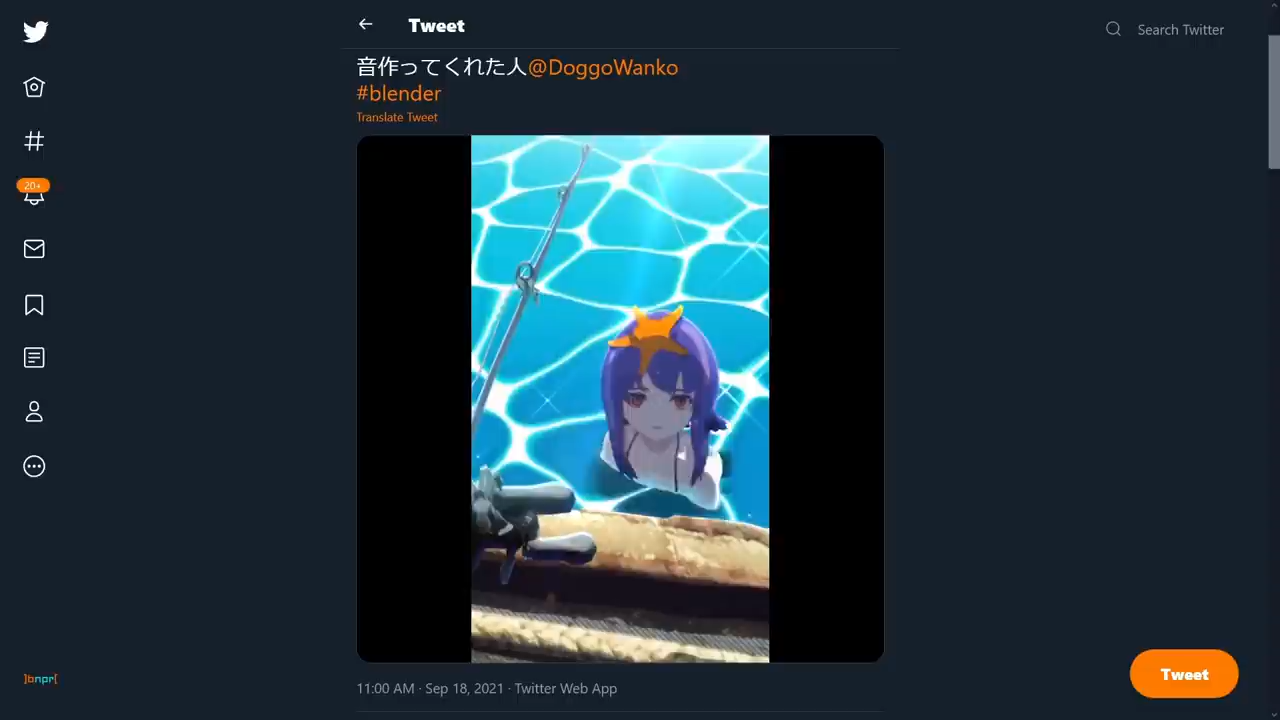 Tweet
Search Twitter
音作ってくれた人@DoggoWanko
#blender
Translate Tweet
20+
11:00 AM · Sep 18, 2021 · Twitter Web App
Tweet
]bnpr[